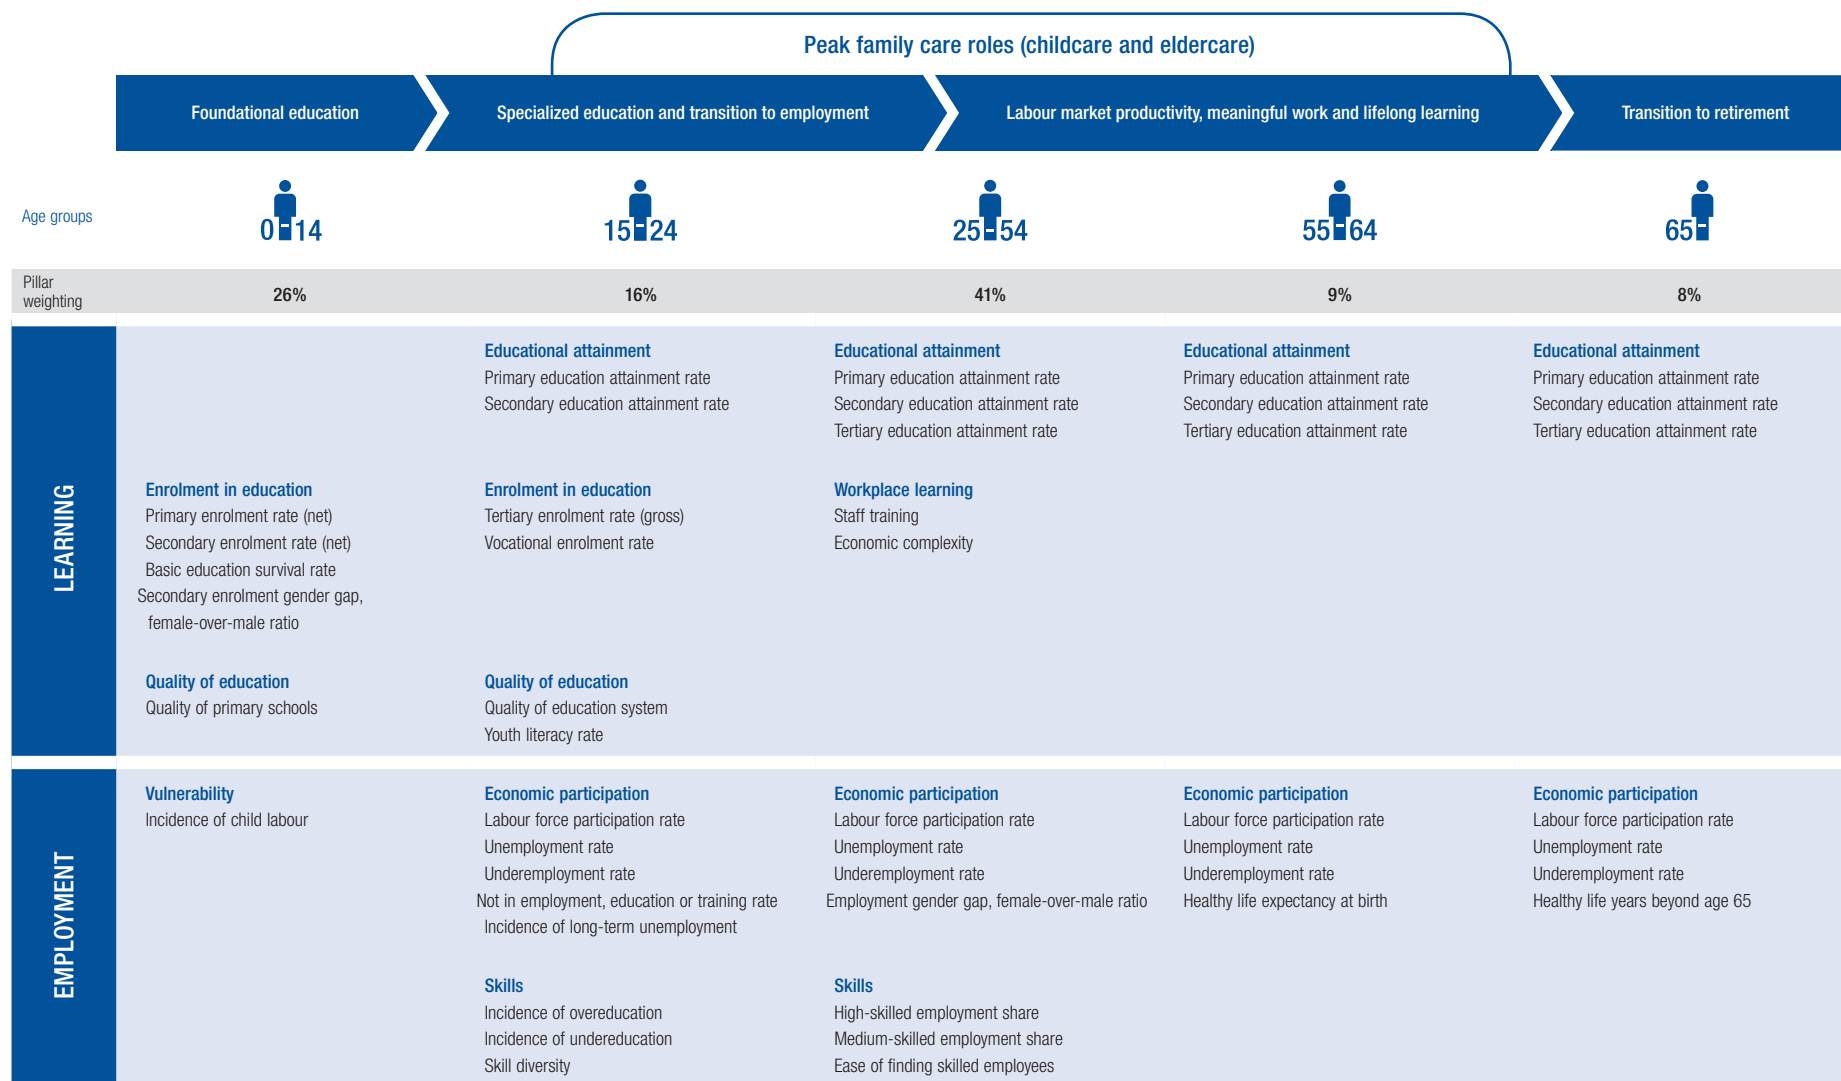 Peak family care roles (childcare and eldercare)
Foundational education
Specialized education and transition to employment
Labour market productivity, meaningful work and lifelong learning
Transition to retirement
Age groups
0–14
15–24
25–54
55–64
65–
Pillar
weighting
26%
16%
41%
9%
8%
LEARNING
Enrolment in education
Primary enrolment rate (net)
Secondary enrolment rate (net)
Basic education survival rate
Secondary enrolment gender gap,
female-over-male ratio
Quality of education
Quality of primary schools
Educational attainment
Primary education attainment rate
Secondary education attainment rate
Enrolment in education
Tertiary enrolment rate (gross)
Vocational enrolment rate
Quality of education
Quality of education system
Youth literacy rate
Educational attainment
Primary education attainment rate
Secondary education attainment rate
Tertiary education attainment rate
Workplace learning
Staff training
Economic complexity
Educational attainment
Primary education attainment rate
Secondary education attainment rate
Tertiary education attainment rate
Educational attainment
Primary education attainment rate
Secondary education attainment rate
Tertiary education attainment rate
EMPLOYMENT
Vulnerability
Incidence of child labour
Economic participation
Labour force participation rate
Unemployment rate
Underemployment rate
Not in employment, education or training rate
Incidence of long-term unemployment
Skills
Incidence of overeducation
Incidence of undereducation
Skill diversity
Economic participation
Labour force participation rate
Unemployment rate
Underemployment rate
Employment gender gap, female-over-male ratio
Skills
High-skilled employment share
Medium-skilled employment share
Ease of finding skilled employees
Economic participation
Labour force participation rate
Unemployment rate
Underemployment rate
Healthy life expectancy at birth
Economic participation
Labour force participation rate
Unemployment rate
Underemployment rate
Healthy life years beyond age 65